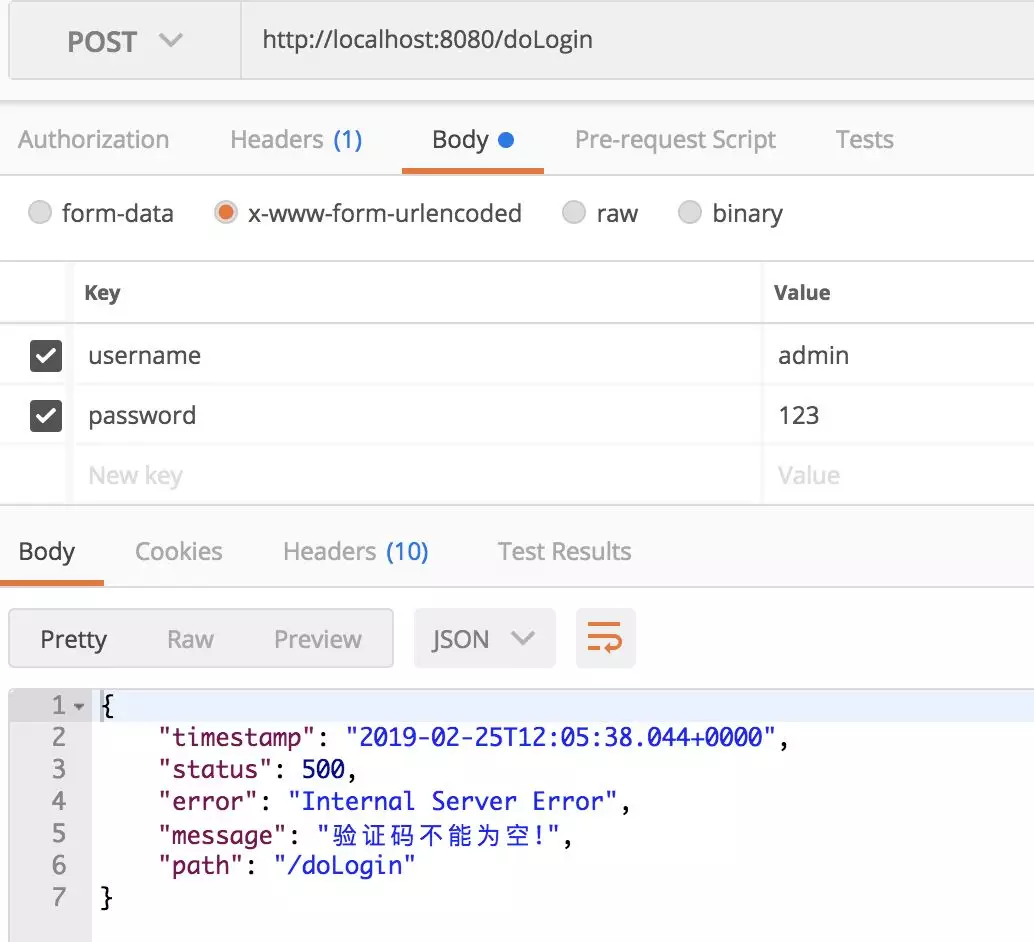 POST http://localhost:8080/doLogin
Authorization Headers (1) Body Pre-request Script Tests
form-data x-www-form-urlencoded raw binary
Key Value
username admin
password 123
New key Value
Body Cookies Headers (10) Test Results
Pretty Raw Preview JSON
1 {
2 "timestamp": "2019-02-25T12:05:38.044+0000",
3 "status": 500,
4 "error": "Internal Server Error",
5 "message": "验证码不能为空!",
6 "path": "/doLogin"
7 }